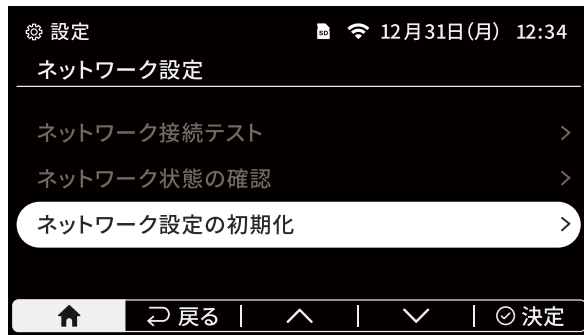 設定 SD 12月31日(月) 12:34
ネットワーク設定
ネットワーク接続テスト
ネットワーク状態の確認
ネットワーク設定の初期化
戻る 決定